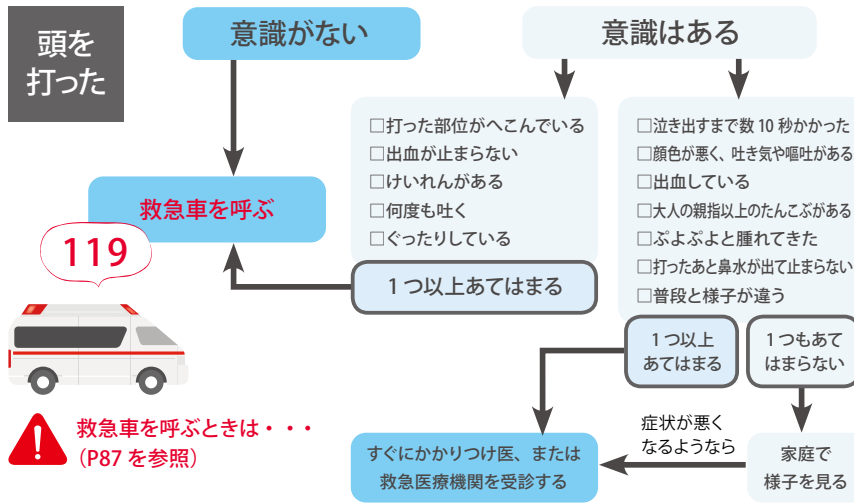 頭を
打った
意識がない
意識はある
□打った部位がへこんでいる
□出血が止まらない
□けいれんがある
□何度も吐く
□ぐったりしている
1つ以上あてはまる
□泣き出すまで数10秒かかった
□顔色が悪く、吐き気や嘔吐がある
□出血している
□大人の親指以上のたんこぶがある
□ぷよぷよと腫れてきた
□打ったあと鼻水が出て止まらない
□普段と様子が違う
1つ以上
あてはまる
1つもあて
はまらない
救急車を呼ぶ
119
救急車を呼ぶときは・・・
(P87を参照)
すぐにかかりつけ医、または
救急医療機関を受診する
症状が悪く
なるようなら
家庭で
様子を見る